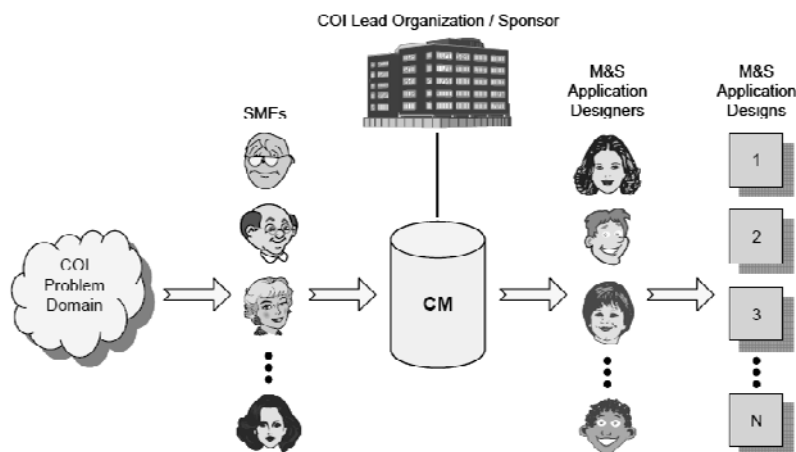 COI Lead Organization / Sponsor
SMEs
M&S
Application
Designers
M&S
Application
Designs
COI
Problem
Domain
CM
1
2
3
N